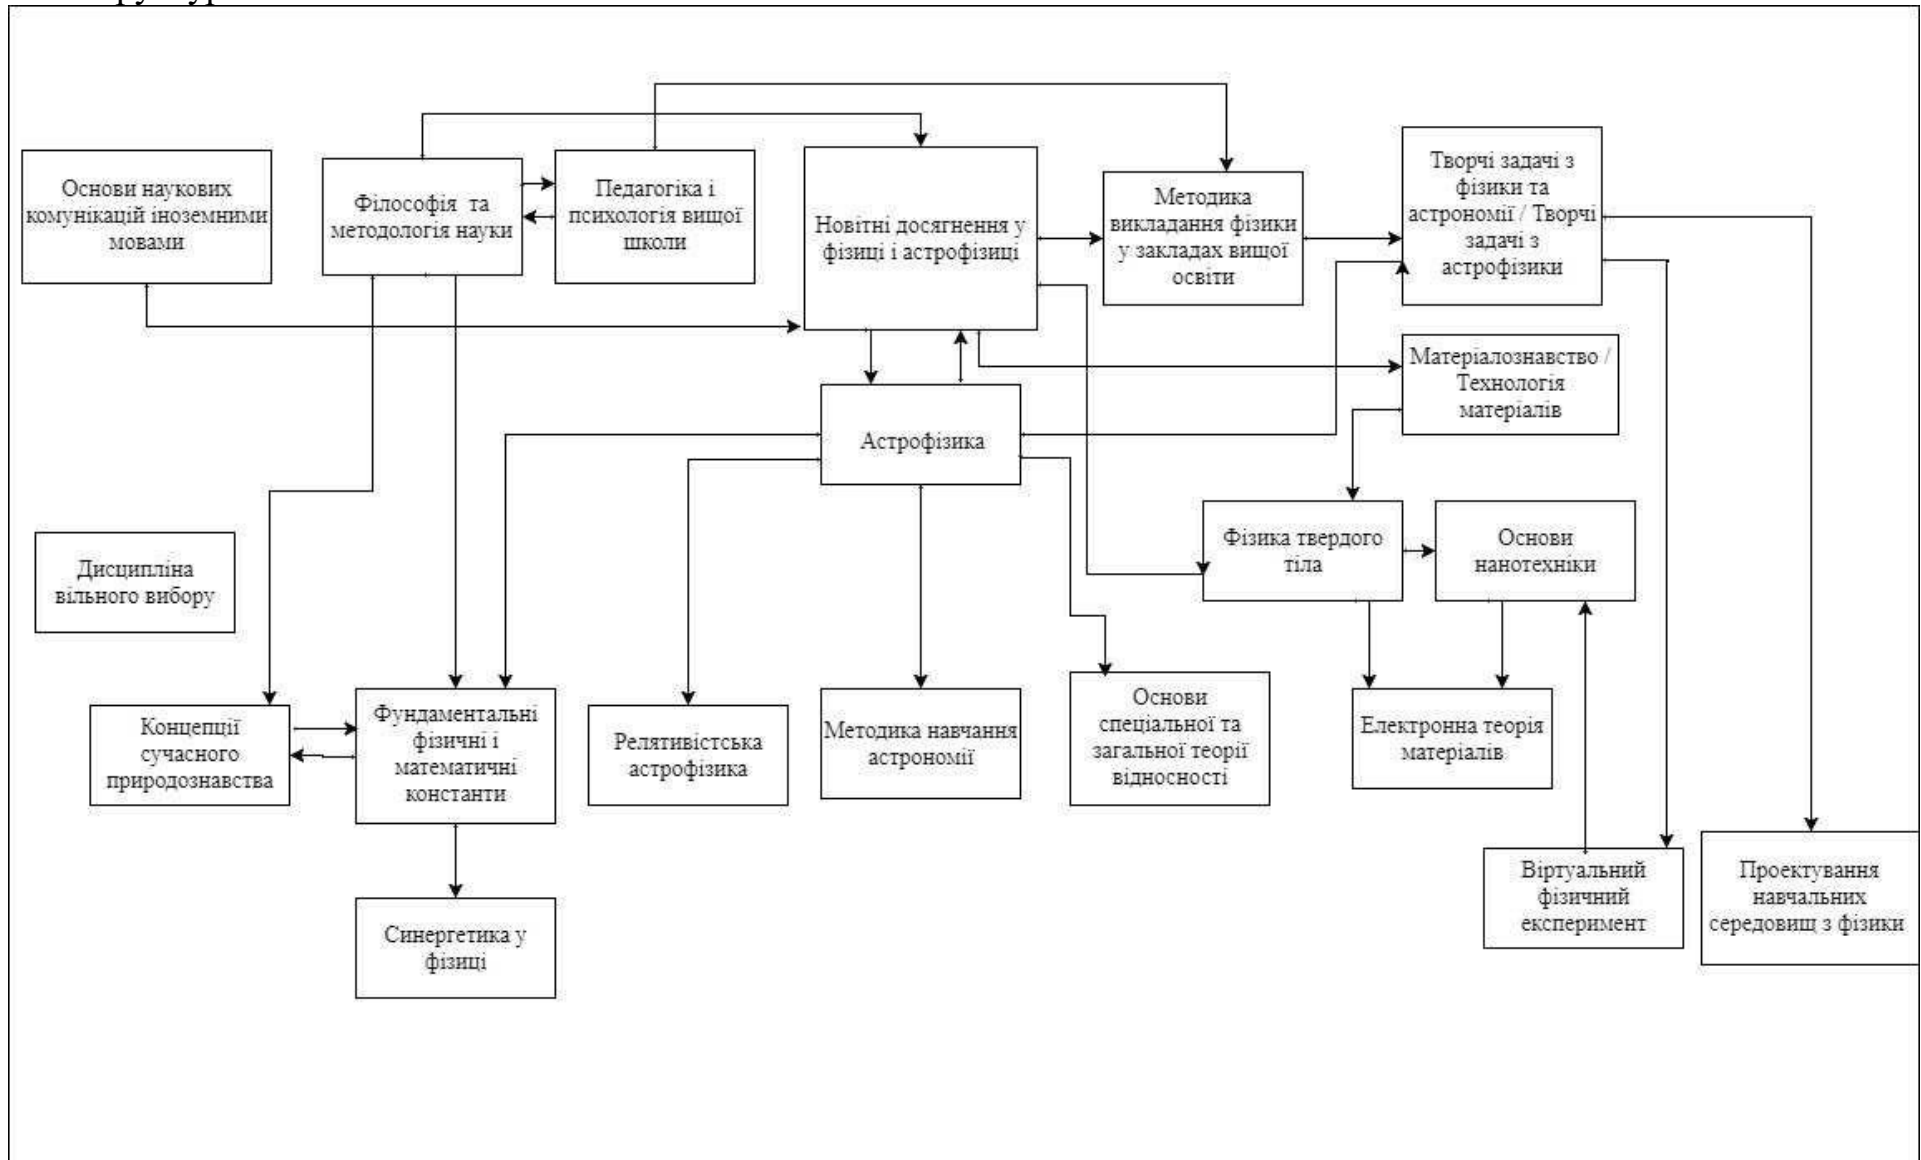 Основи наукових
комунікацій іноземними
мовами
Філософія та
методологія науки
Педагогіка і
психологія вищої
школи
Новітні досягнення у
фізиці і астрофізиці
Методика
викладання фізики
у закладах вищої
освіти
Творчі задачі з
фізики та
астрономії / Творчі
задачі з
астрофізики
Матеріалознавство /
Технологія
матеріалів
Астрофізика
Фізика твердого
тіла
Основи
нанотехніки
Дисципліна
вільного вибору
Концепції
сучасного
природознавства
Фундаментальні
фізичні і
математичні
константи
Релятивістська
астрофізика
Методика навчання
астрономії
Основи
спеціальної та
загальної теорії
відносності
Електронна теорія
матеріалів
Віртуальний
фізичний
експеримент
Проектування
навчальних
середовищ з фізики
Синергетика у
фізиці